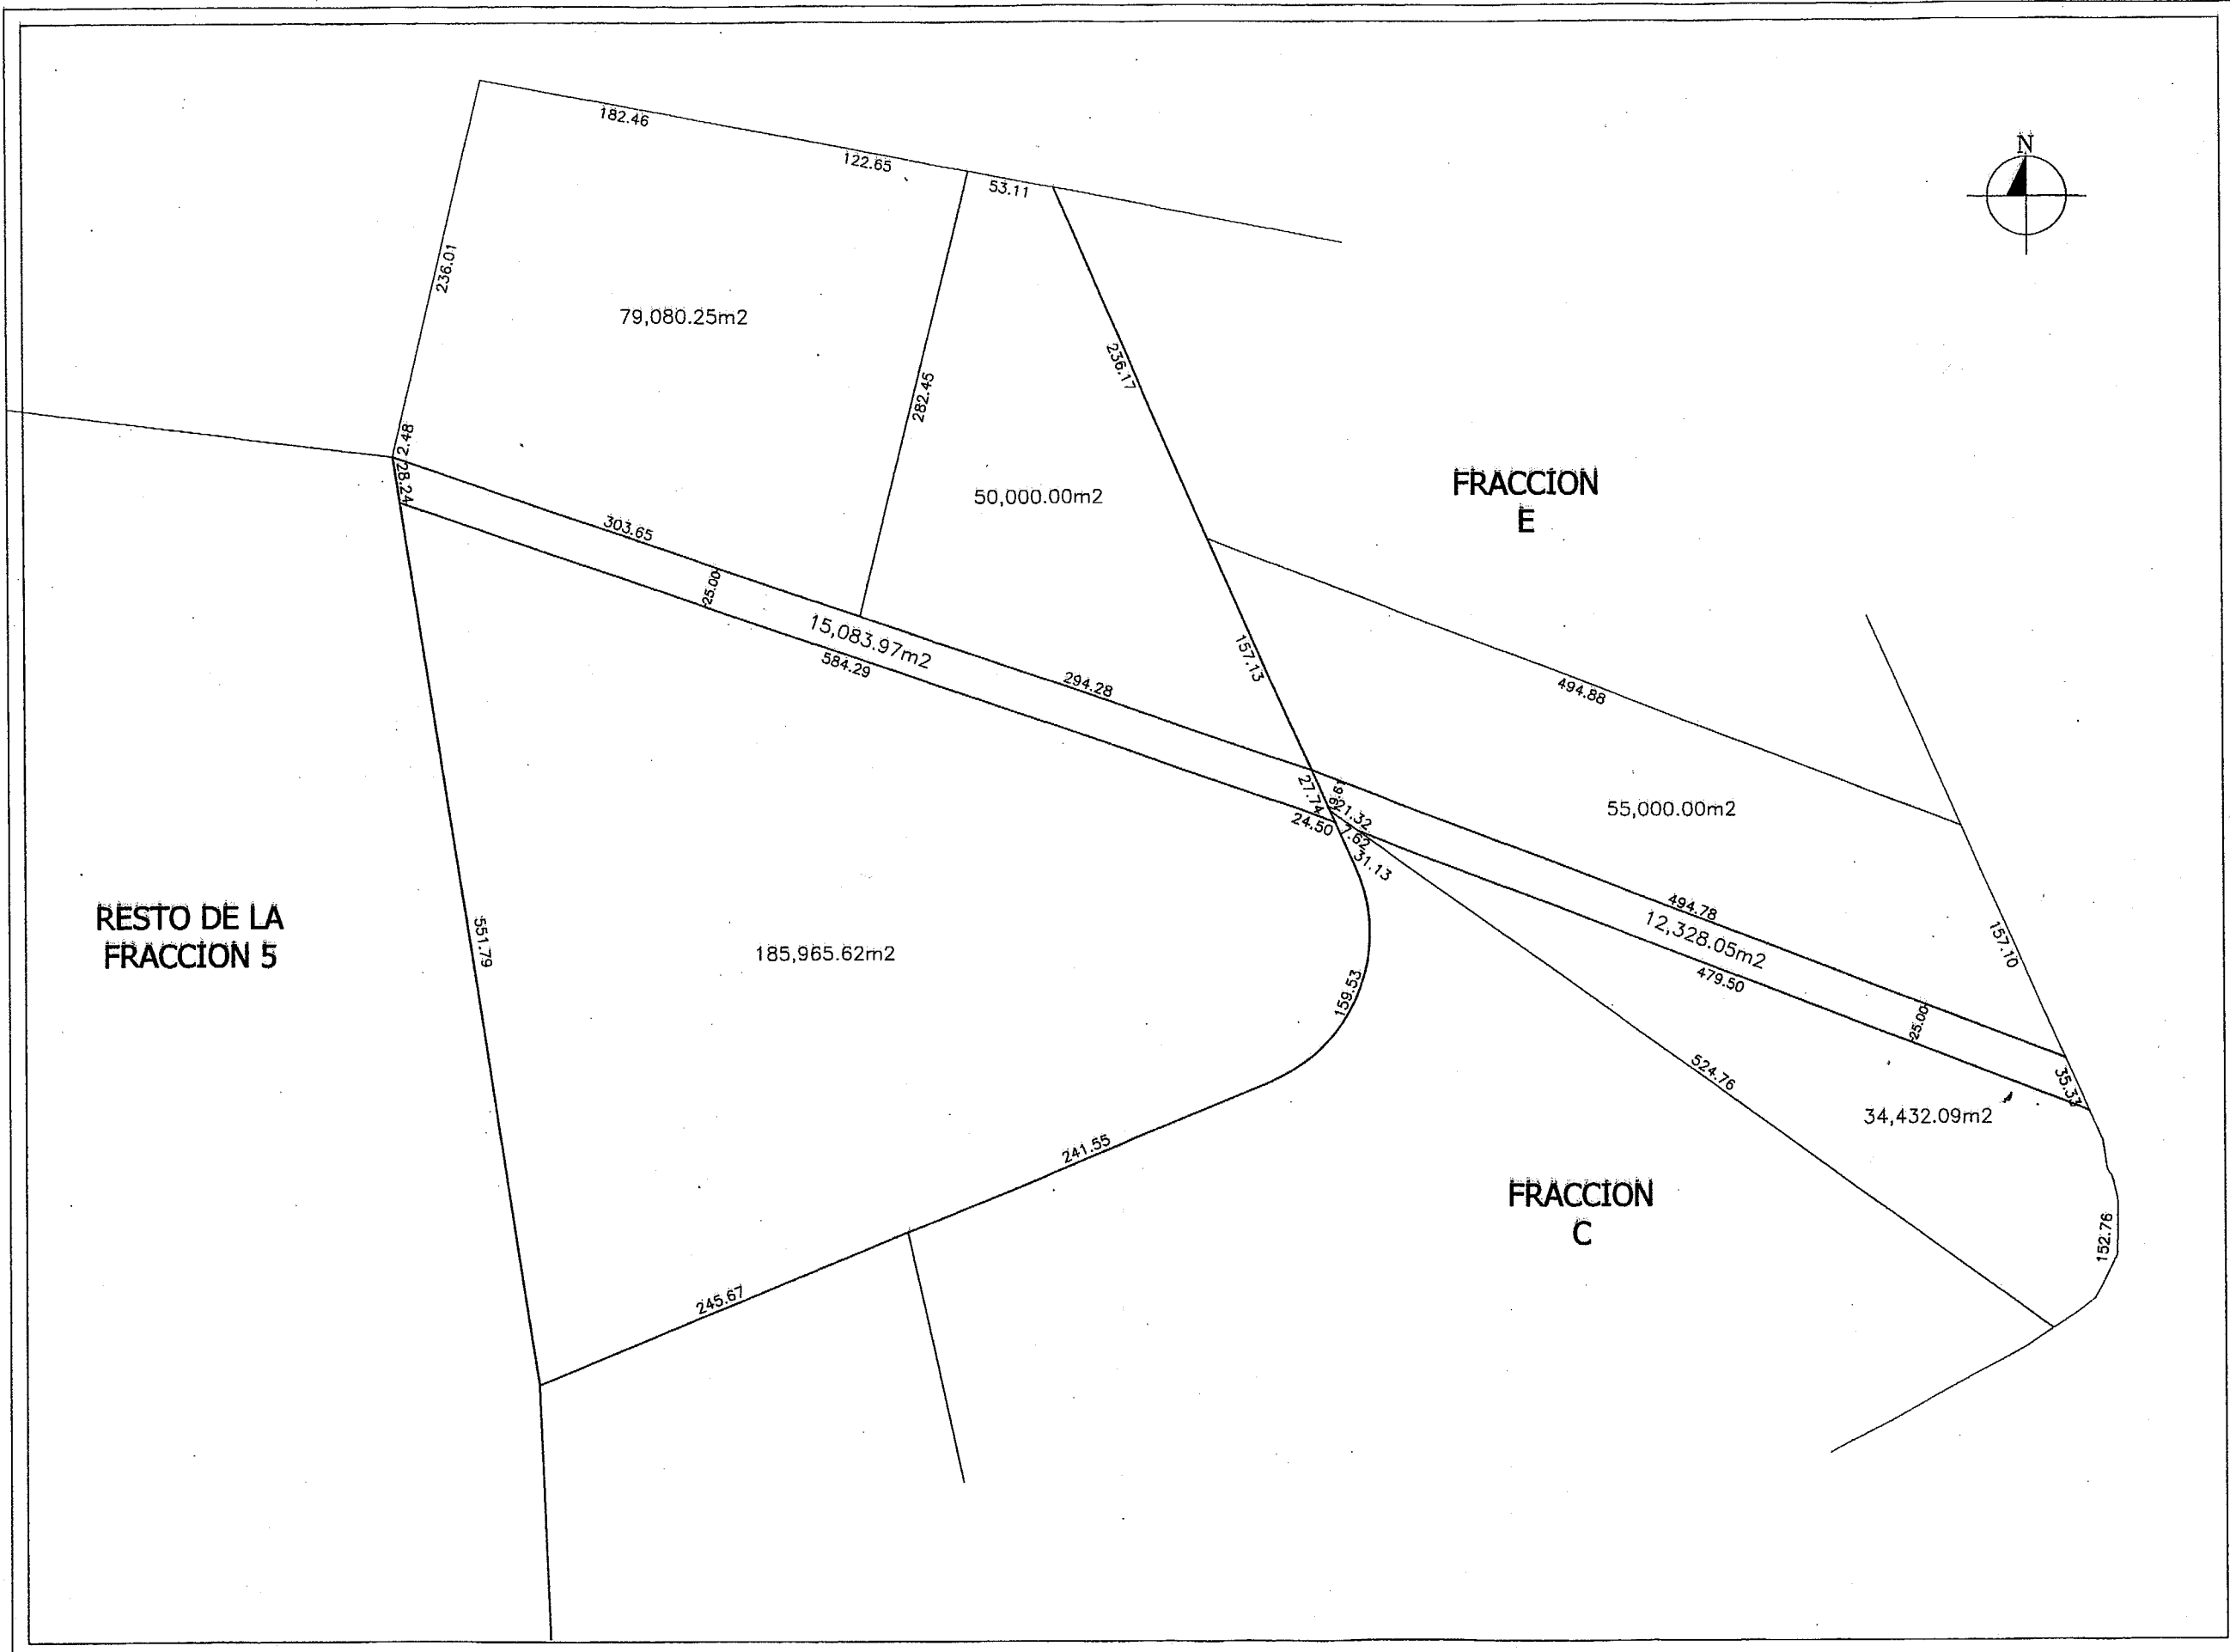 182.46
N
122.65
53.11
236.01
79,080.25m2
236.17
282.45
2.48
28.24
FRACCION
E
50,000.00m2
303.65
25.00
15,083.97m2
584.29
157.13
294.28
494.88
27.74
9.61
21.32
55,000.00m2
24.50
7.62
31.13
RESTO DE LA
FRACCION 5
551.79
185,965.62m2
159.53
494.78
12,328.05m2
479.50
157.10
25.00
524.76
35.33
34,432.09m2
241.55
FRACCION
C
152.76
245.67